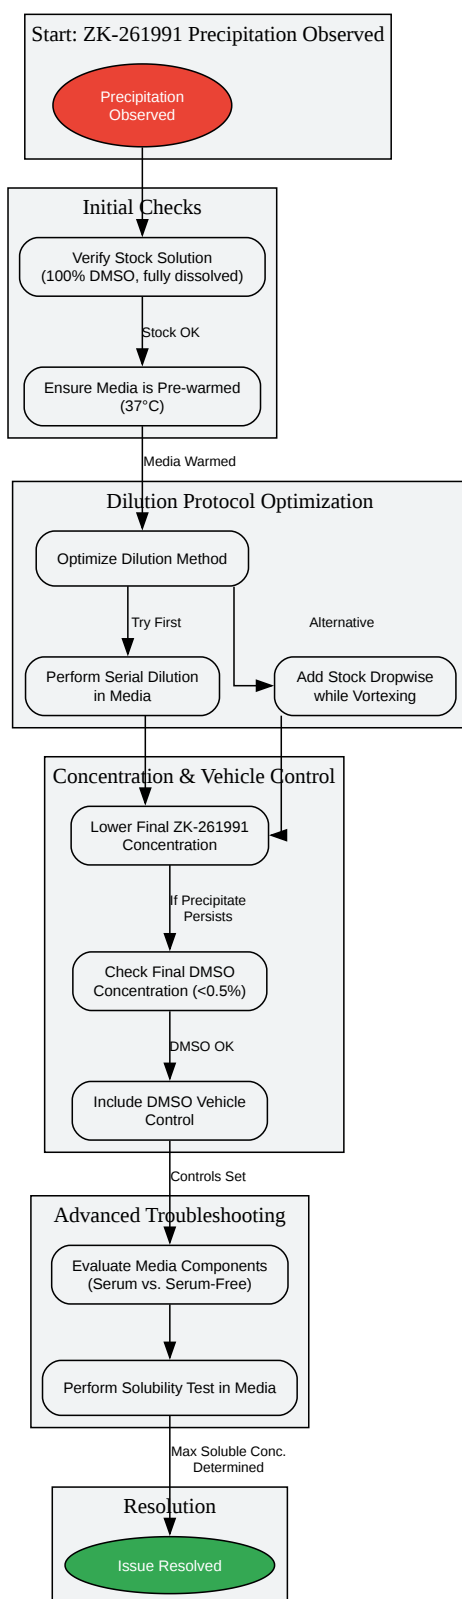 Start: ZK-261991 Precipitation Observed
Precipitation
Observed
Initial Checks
Verify Stock Solution
(100% DMSO, fully dissolved)
Stock OK
Ensure Media is Pre-warmed
(37°C)
Media Warmed
Dilution Protocol Optimization
Optimize Dilution Method
Try First
Alternative
Perform Serial Dilution
in Media
Add Stock Dropwise
while Vortexing
Concentration & Vehicle Control
Lower Final ZK-261991
Concentration
If Precipitate
Persists
Check Final DMSO
Concentration (<0.5%)
DMSO OK
Include DMSO Vehicle
Control
Controls Set
Advanced Troubleshooting
Evaluate Media Components
(Serum vs. Serum-Free)
Perform Solubility Test in Media
Max Soluble Conc.
Determined
Resolution
Issue Resolved